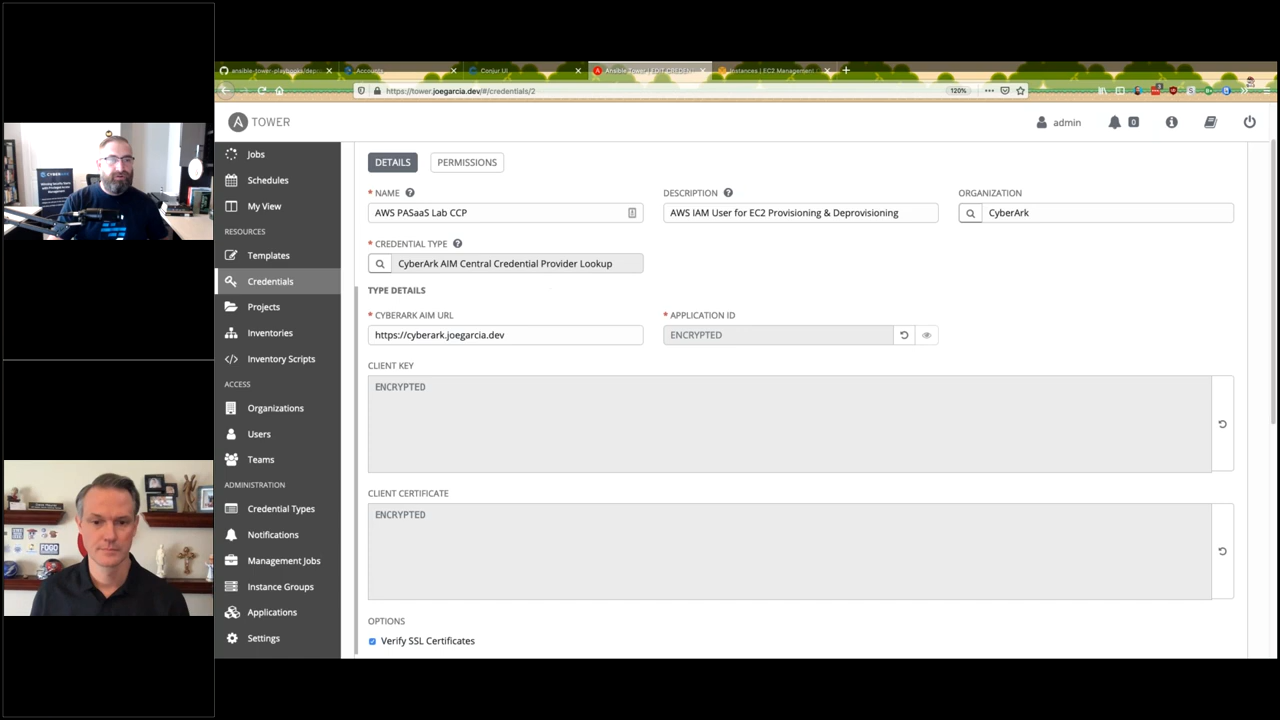 ansible-tower-playbooks/dep
Accounts
Conjur UI
Ansible Tower | EDIT CREDEN
Instances | EC2 Management
https://tower.joegarcia.dev/#/credentials/2
120%
TOWER
admin
0
Jobs
Schedules
My View
RESOURCES
Templates
Credentials
Projects
Inventories
Inventory Scripts
ACCESS
Organizations
Users
Teams
ADMINISTRATION
Credential Types
Notifications
Management Jobs
Instance Groups
Applications
Settings
DETAILS
PERMISSIONS
* NAME
DESCRIPTION
ORGANIZATION
AWS PASaaS Lab CCP
AWS IAM User for EC2 Provisioning & Deprovisioning
CyberArk
* CREDENTIAL TYPE
CyberArk AIM Central Credential Provider Lookup
TYPE DETAILS
* CYBERARK AIM URL
* APPLICATION ID
https://cyberark.joegarcia.dev
ENCRYPTED
CLIENT KEY
ENCRYPTED
CLIENT CERTIFICATE
ENCRYPTED
OPTIONS
Verify SSL Certificates
CYBERARK
FOGO